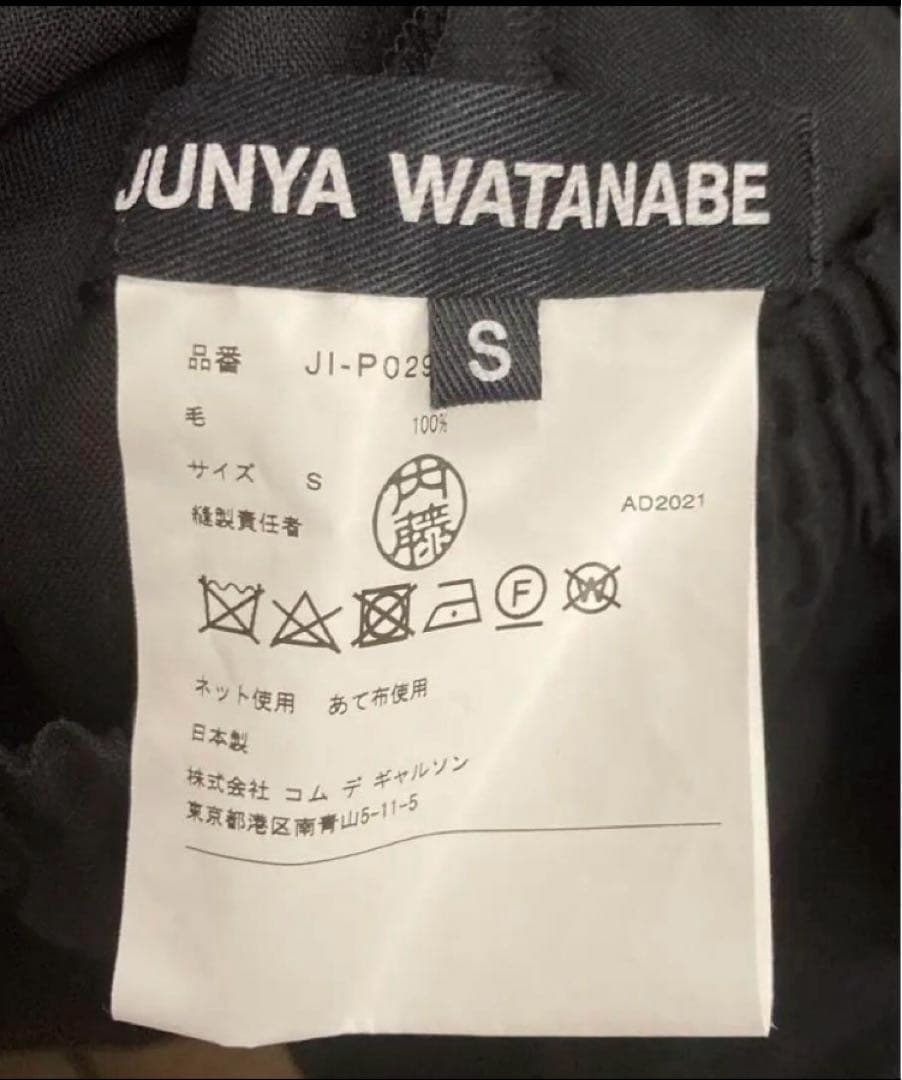 JUNYA WATANABE
S
品番 JI-P029
毛 100%
サイズ S
縫製責任者 内藤
AD2021
F W
ネット使用 あて布使用
日本製
株式会社 コム デ ギャルソン
東京都港区南青山5-11-5